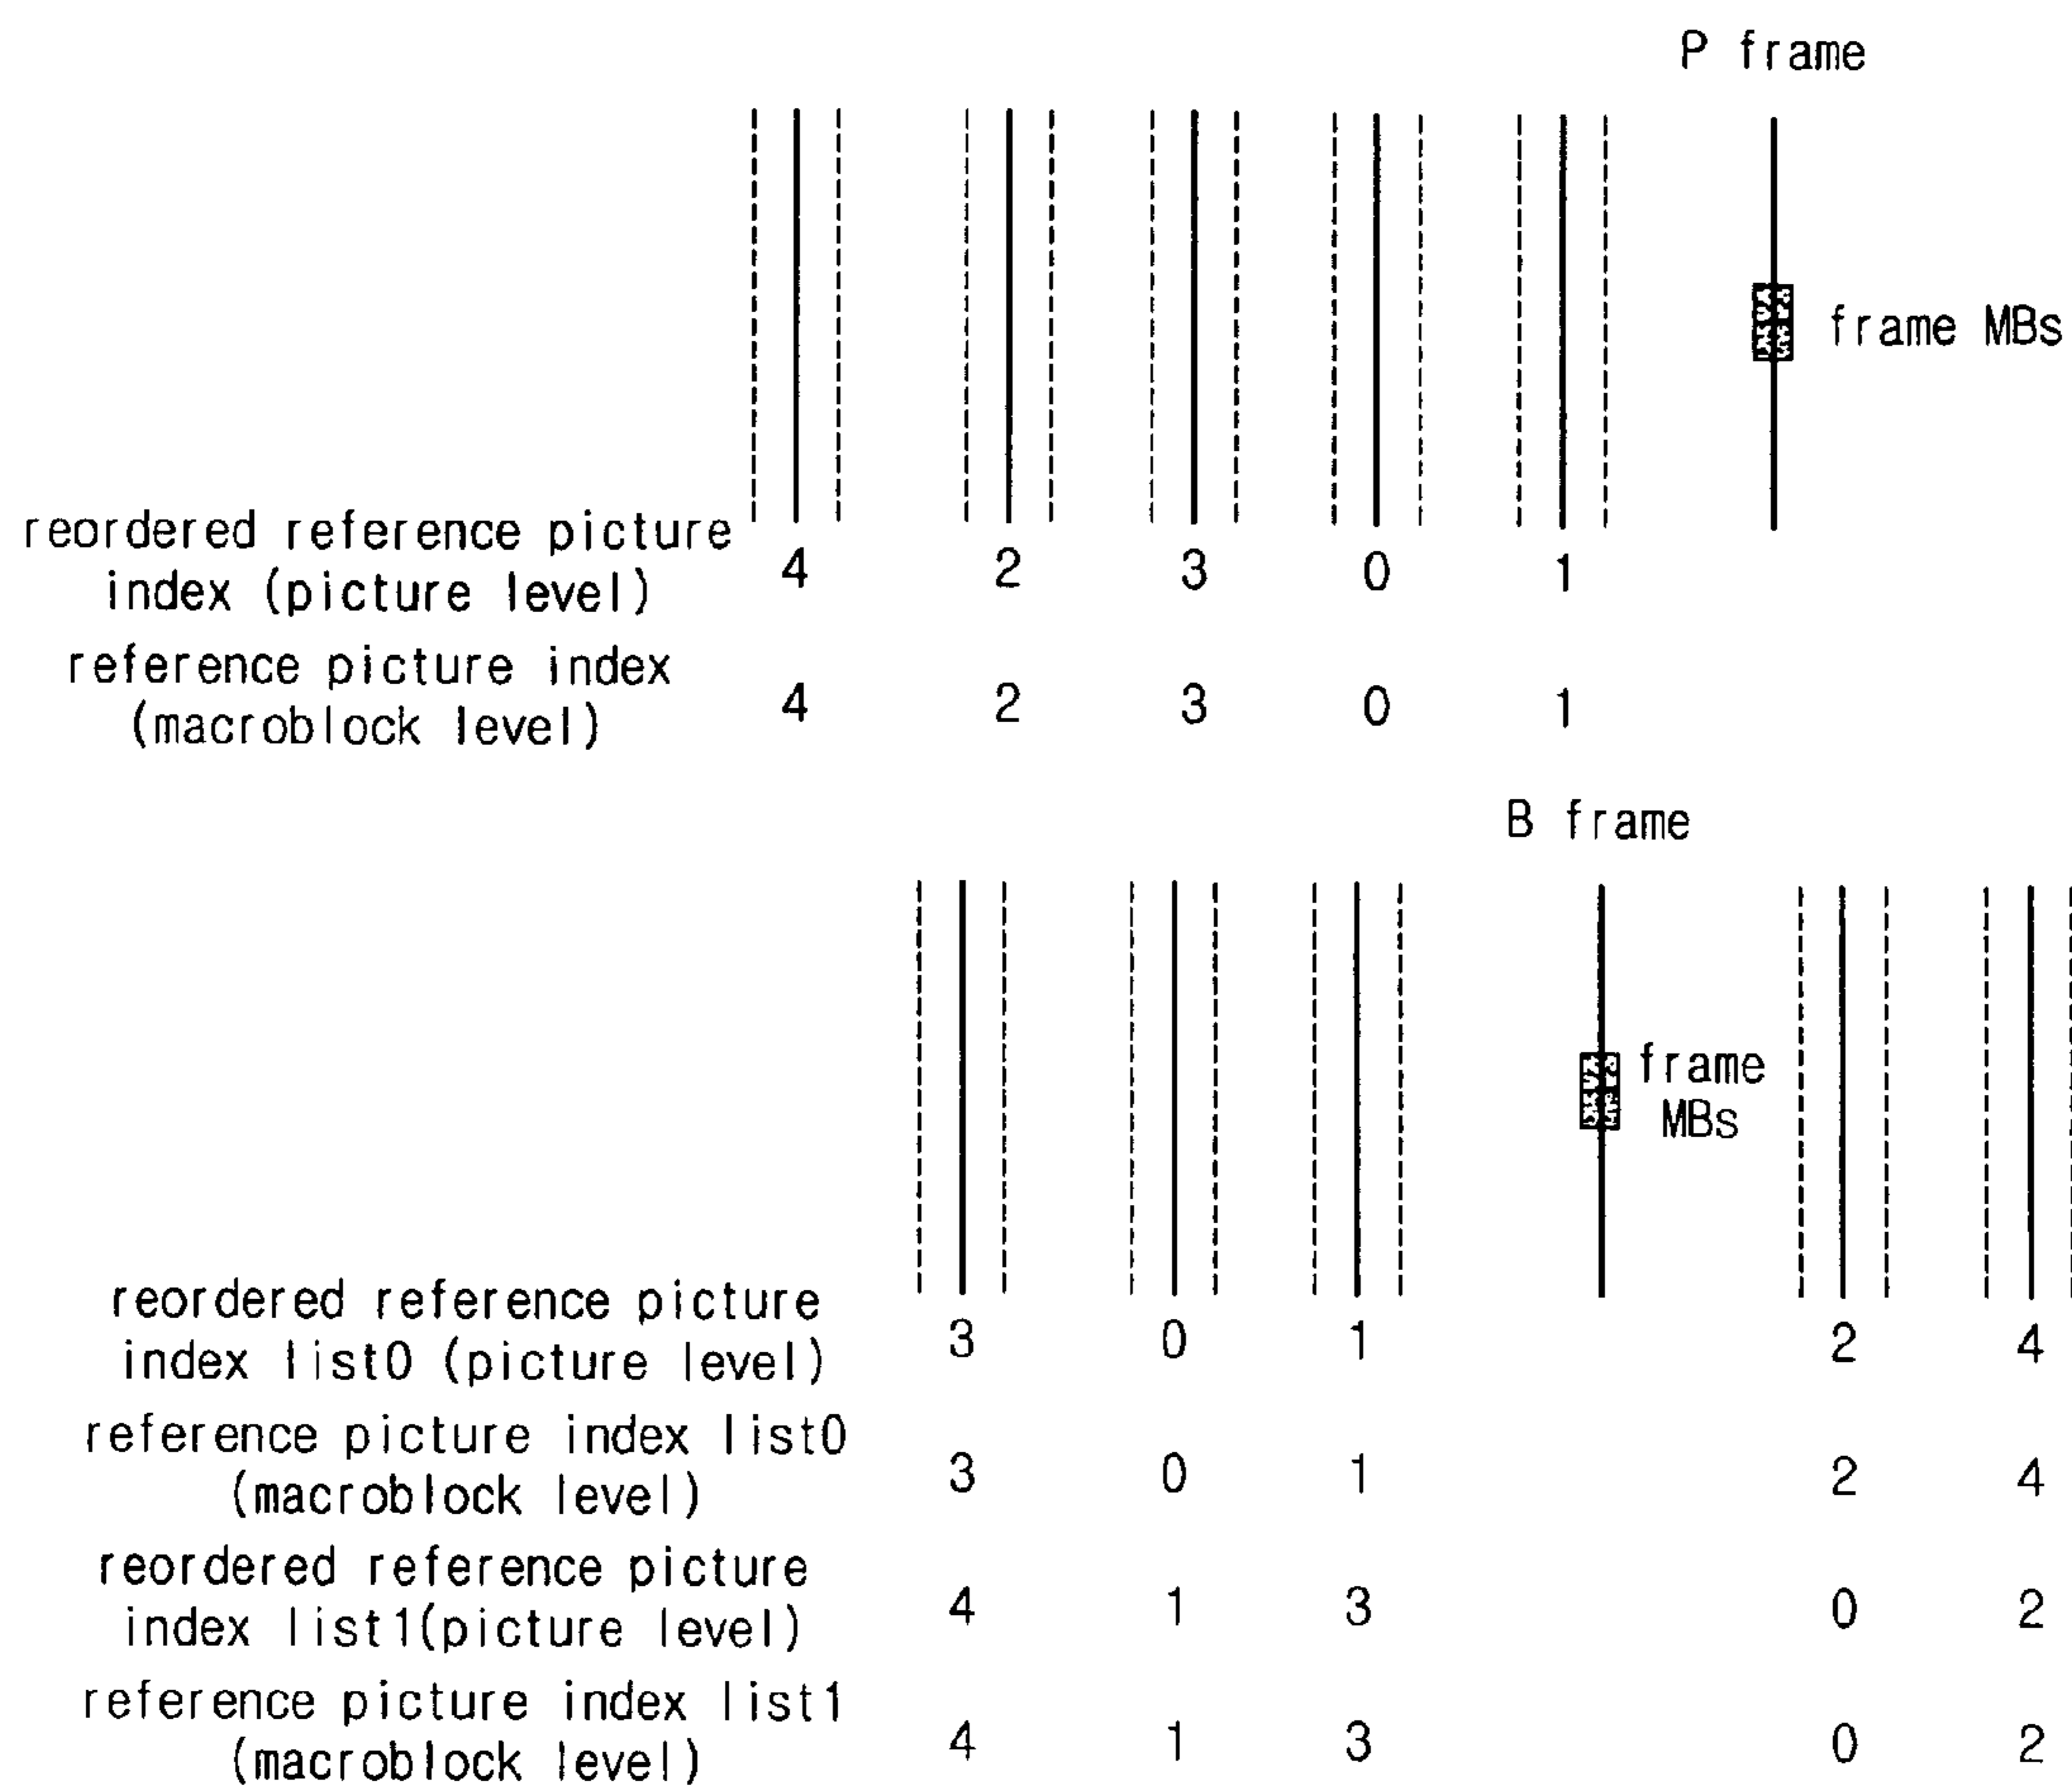 P frame
frame MBs
reordered reference picture
index (picture level)
4 2 3 0 1
reference picture index
(macroblock level)
4 2 3 0 1
B frame
frame
MBs
reordered reference picture
index list0 (picture level)
3 0 1 2 4
reference picture index list0
(macroblock level)
3 0 1 2 4
reordered reference picture
index list1(picture level)
4 1 3 0 2
reference picture index list1
(macroblock level)
4 1 3 0 2